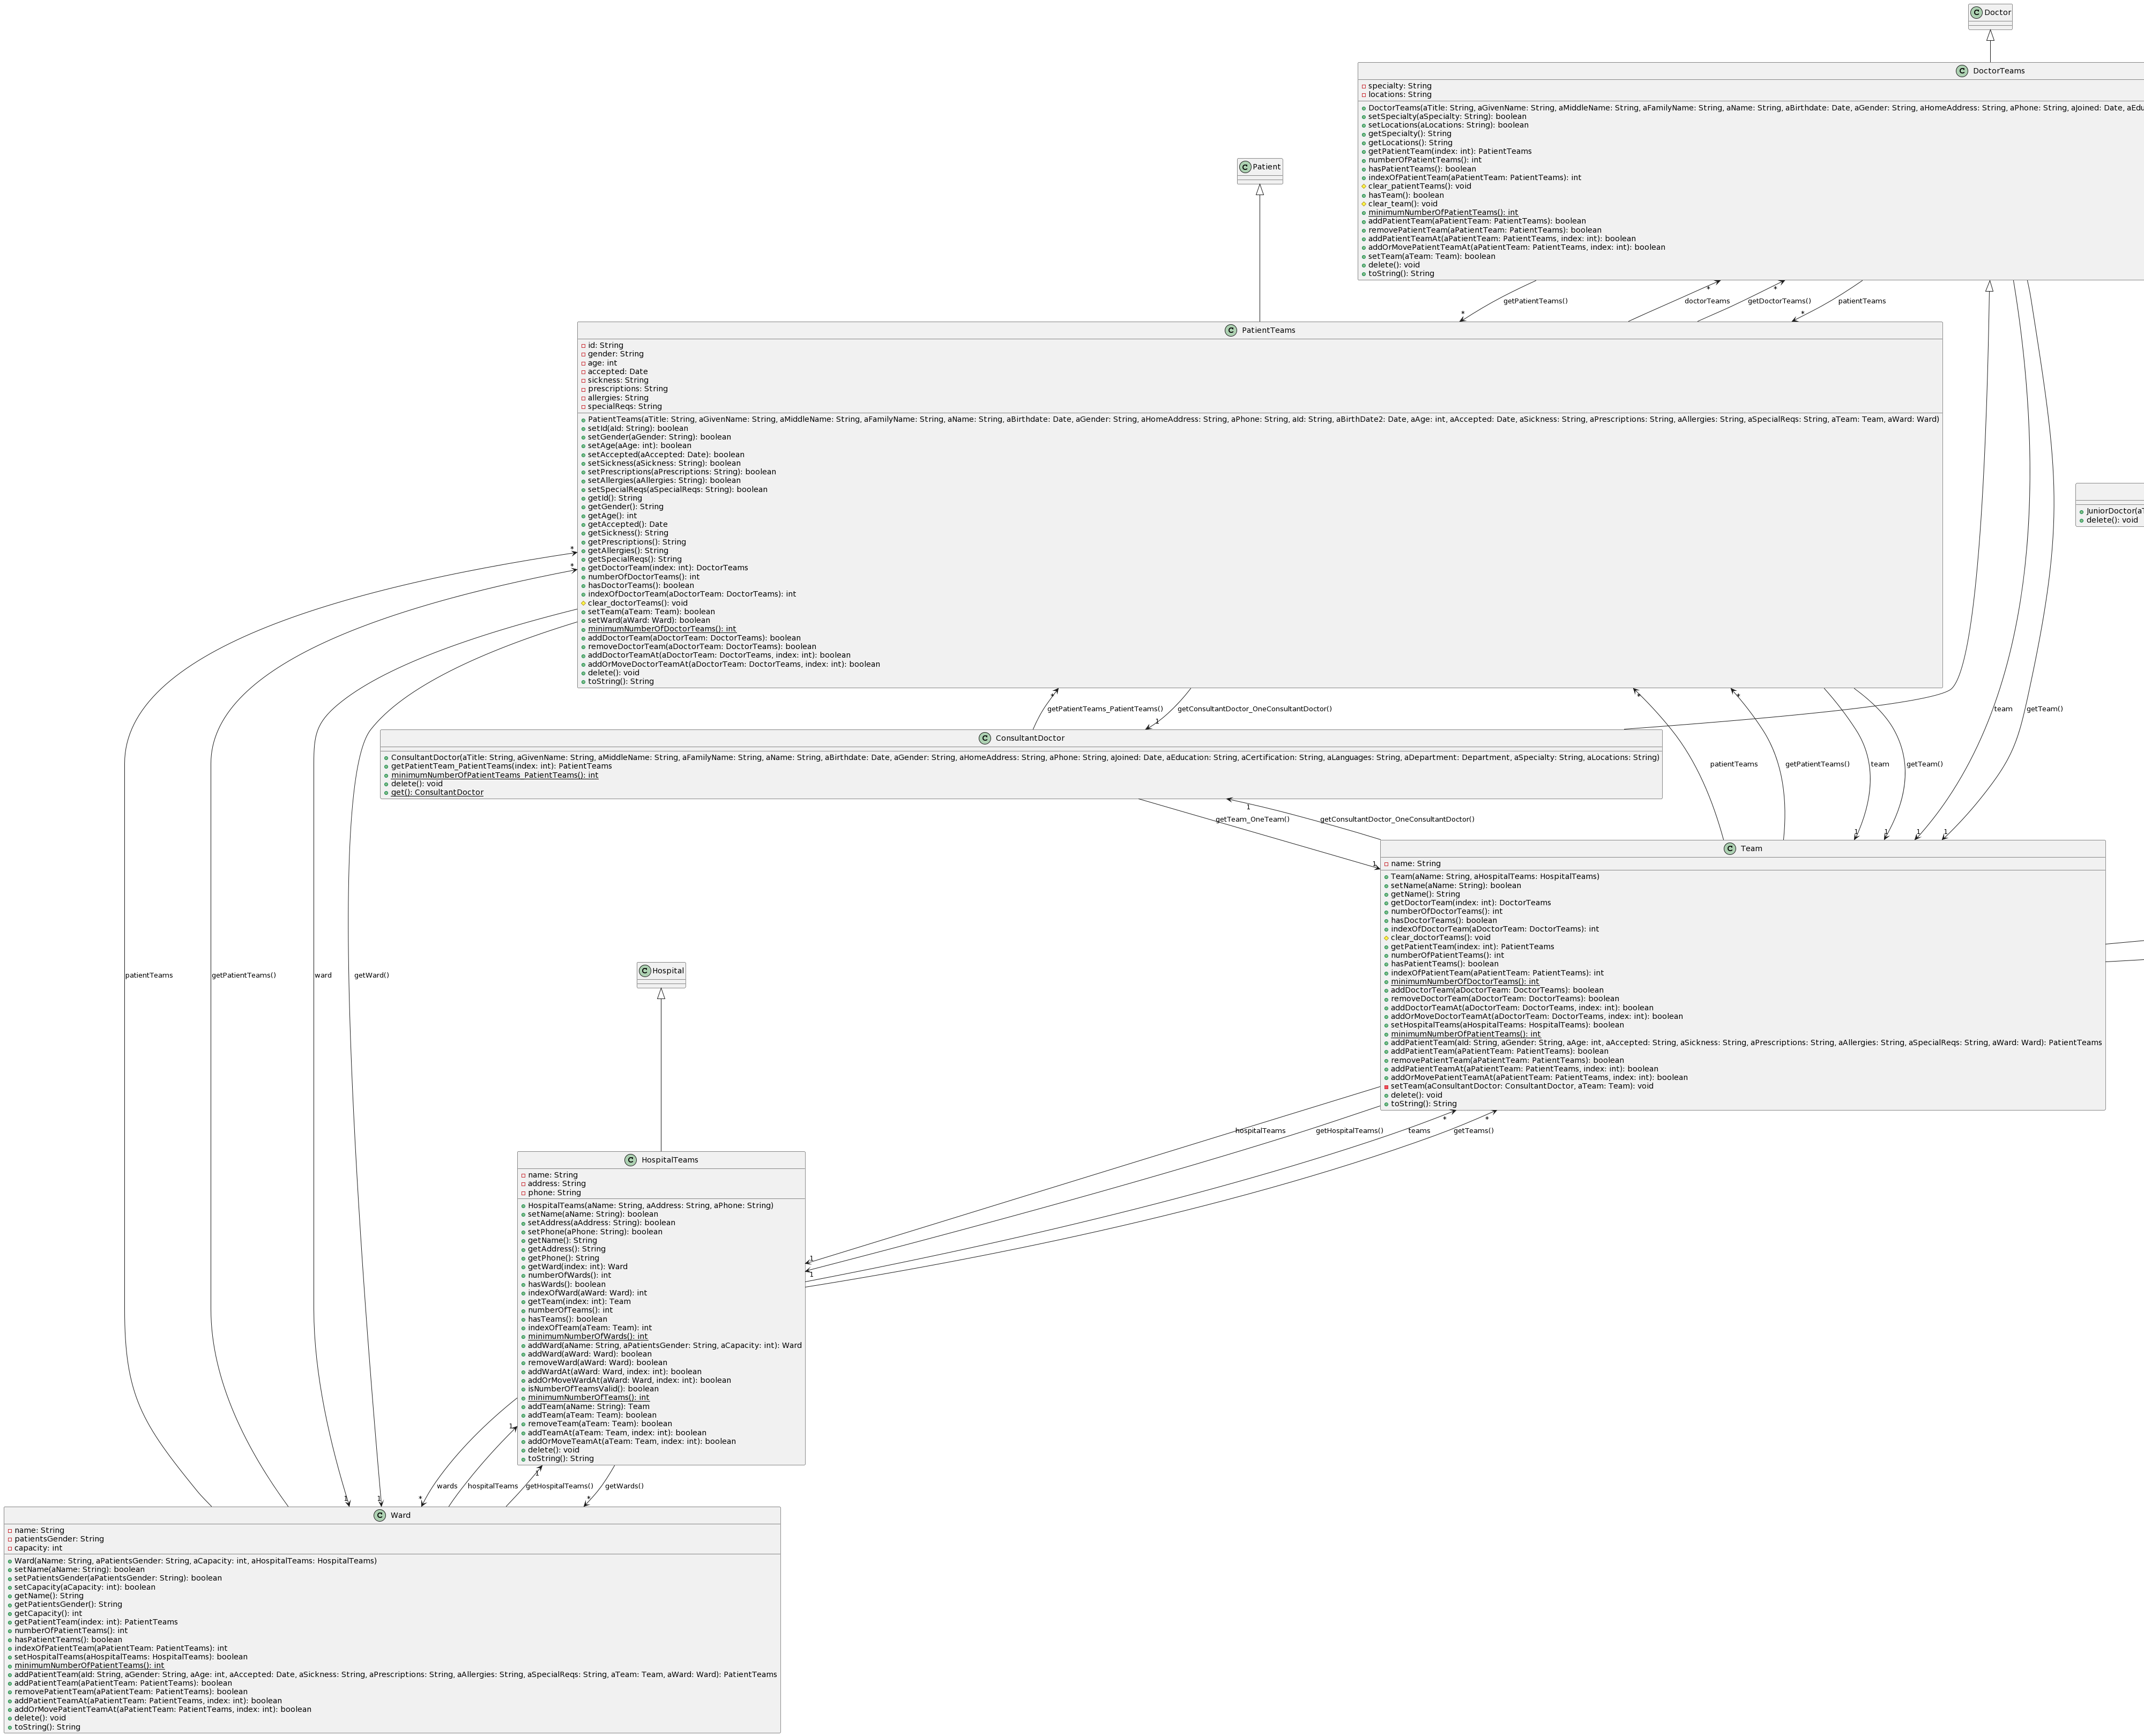 Doctor
DoctorTeams
specialty: String
locations: String
DoctorTeams(aTitle: String, aGivenName: String, aMiddleName: String, aFamilyName: String, aName: String, aBirthdate: Date, aGender: String, aHomeAddress: String, aPhone: String, aJoined: Date, aEdu
setSpecialty(aSpecialty: String): boolean
setLocations(aLocations: String): boolean
getSpecialty(): String
getLocations(): String
getPatientTeam(index: int): PatientTeams
numberOfPatientTeams(): int
hasPatientTeams(): boolean
indexOfPatientTeam(aPatientTeam: PatientTeams): int
clear_patientTeams(): void
hasTeam(): boolean
clear_team(): void
minimumNumberOfPatientTeams(): int
addPatientTeam(aPatientTeam: PatientTeams): boolean
removePatientTeam(aPatientTeam: PatientTeams): boolean
addPatientTeamAt(aPatientTeam: PatientTeams, index: int): boolean
addOrMovePatientTeamAt(aPatientTeam: PatientTeams, index: int): boolean
setTeam(aTeam: Team): boolean
delete(): void
toString(): String
Patient
* * *
getPatientTeams() doctorTeams getDoctorTeams() patientTeams
* *
PatientTeams
id: String
gender: String
age: int
accepted: Date
sickness: String
prescriptions: String
allergies: String
specialReqs: String
PatientTeams(aTitle: String, aGivenName: String, aMiddleName: String, aFamilyName: String, aName: String, aBirthdate: Date, aGender: String, aHomeAddress: String, aPhone: String, aId: String, aBirthDate2: Date, aAge: int, aAccepted: Date, aSickness: String, aPrescriptions: String, aAllergies: String, aSpecialReqs: String, aTeam: Team, aWard: Ward)
setId(aId: String): boolean
setGender(aGender: String): boolean
setAge(aAge: int): boolean
setAccepted(aAccepted: Date): boolean
setSickness(aSickness: String): boolean
setPrescriptions(aPrescriptions: String): boolean
setAllergies(aAllergies: String): boolean
setSpecialReqs(aSpecialReqs: String): boolean
getId(): String
getGender(): String
getAge(): int
getAccepted(): Date
getSickness(): String
getPrescriptions(): String
getAllergies(): String
getSpecialReqs(): String
getDoctorTeam(index: int): DoctorTeams
numberOfDoctorTeams(): int
hasDoctorTeams(): boolean
indexOfDoctorTeam(aDoctorTeam: DoctorTeams): int
clear_doctorTeams(): void
setTeam(aTeam: Team): boolean
setWard(aWard: Ward): boolean
minimumNumberOfDoctorTeams(): int
addDoctorTeam(aDoctorTeam: DoctorTeams): boolean
removeDoctorTeam(aDoctorTeam: DoctorTeams): boolean
addDoctorTeamAt(aDoctorTeam: DoctorTeams, index: int): boolean
addOrMoveDoctorTeamAt(aDoctorTeam: DoctorTeams, index: int): boolean
delete(): void
toString(): String
JuniorDoctor(aT
delete(): void
* *
getPatientTeams_PatientTeams() getConsultantDoctor_OneConsultantDoctor()
* 1
team getTeam()
ConsultantDoctor
ConsultantDoctor(aTitle: String, aGivenName: String, aMiddleName: String, aFamilyName: String, aName: String, aBirthdate: Date, aGender: String, aHomeAddress: String, aPhone: String, aJoined: Date, aEducation: String, aCertification: String, aLanguages: String, aDepartment: Department, aSpecialty: String, aLocations: String)
getPatientTeam_PatientTeams(index: int): PatientTeams
minimumNumberOfPatientTeams_PatientTeams(): int
delete(): void
get(): ConsultantDoctor
* *
patientTeams getPatientTeams() team getTeam()
1
getTeam_OneTeam() getConsultantDoctor_OneConsultantDoctor()
1 1 1 1 1
Team
name: String
Team(aName: String, aHospitalTeams: HospitalTeams)
setName(aName: String): boolean
getName(): String
getDoctorTeam(index: int): DoctorTeams
numberOfDoctorTeams(): int
hasDoctorTeams(): boolean
indexOfDoctorTeam(aDoctorTeam: DoctorTeams): int
clear_doctorTeams(): void
getPatientTeam(index: int): PatientTeams
numberOfPatientTeams(): int
hasPatientTeams(): boolean
indexOfPatientTeam(aPatientTeam: PatientTeams): int
minimumNumberOfDoctorTeams(): int
addDoctorTeam(aDoctorTeam: DoctorTeams): boolean
removeDoctorTeam(aDoctorTeam: DoctorTeams): boolean
addDoctorTeamAt(aDoctorTeam: DoctorTeams, index: int): boolean
addOrMoveDoctorTeamAt(aDoctorTeam: DoctorTeams, index: int): boolean
setHospitalTeams(aHospitalTeams: HospitalTeams): boolean
minimumNumberOfPatientTeams(): int
addPatientTeam(aId: String, aGender: String, aAge: int, aAccepted: String, aSickness: String, aPrescriptions: String, aAllergies: String, aSpecialReqs: String, aWard: Ward): PatientTeams
addPatientTeam(aPatientTeam: PatientTeams): boolean
removePatientTeam(aPatientTeam: PatientTeams): boolean
addPatientTeamAt(aPatientTeam: PatientTeams, index: int): boolean
addOrMovePatientTeamAt(aPatientTeam: PatientTeams, index: int): boolean
setTeam(aConsultantDoctor: ConsultantDoctor, aTeam: Team): void
delete(): void
toString(): String
patientTeams getPatientTeams() ward getWard()
Hospital
* *
hospitalTeams getHospitalTeams() teams getTeams()
1
1
HospitalTeams
name: String
address: String
phone: String
HospitalTeams(aName: String, aAddress: String, aPhone: String)
setName(aName: String): boolean
setAddress(aAddress: String): boolean
setPhone(aPhone: String): boolean
getName(): String
getAddress(): String
getPhone(): String
getWard(index: int): Ward
numberOfWards(): int
hasWards(): boolean
indexOfWard(aWard: Ward): int
getTeam(index: int): Team
numberOfTeams(): int
hasTeams(): boolean
indexOfTeam(aTeam: Team): int
minimumNumberOfWards(): int
addWard(aName: String, aPatientsGender: String, aCapacity: int): Ward
addWard(aWard: Ward): boolean
removeWard(aWard: Ward): boolean
addWardAt(aWard: Ward, index: int): boolean
addOrMoveWardAt(aWard: Ward, index: int): boolean
isNumberOfTeamsValid(): boolean
minimumNumberOfTeams(): int
addTeam(aName: String): Team
addTeam(aTeam: Team): boolean
removeTeam(aTeam: Team): boolean
addTeamAt(aTeam: Team, index: int): boolean
addOrMoveTeamAt(aTeam: Team, index: int): boolean
delete(): void
toString(): String
1 1
wards hospitalTeams getHospitalTeams() getWards()
1 1 * *
Ward
name: String
patientsGender: String
capacity: int
Ward(aName: String, aPatientsGender: String, aCapacity: int, aHospitalTeams: HospitalTeams)
setName(aName: String): boolean
setPatientsGender(aPatientsGender: String): boolean
setCapacity(aCapacity: int): boolean
getName(): String
getPatientsGender(): String
getCapacity(): int
getPatientTeam(index: int): PatientTeams
numberOfPatientTeams(): int
hasPatientTeams(): boolean
indexOfPatientTeam(aPatientTeam: PatientTeams): int
setHospitalTeams(aHospitalTeams: HospitalTeams): boolean
minimumNumberOfPatientTeams(): int
addPatientTeam(aId: String, aGender: String, aAge: int, aAccepted: Date, aSickness: String, aPrescriptions: String, aAllergies: String, aSpecialReqs: String, aTeam: Team, aWard: Ward): PatientTeams
addPatientTeam(aPatientTeam: PatientTeams): boolean
removePatientTeam(aPatientTeam: PatientTeams): boolean
addPatientTeamAt(aPatientTeam: PatientTeams, index: int): boolean
addOrMovePatientTeamAt(aPatientTeam: PatientTeams, index: int): boolean
delete(): void
toString(): String